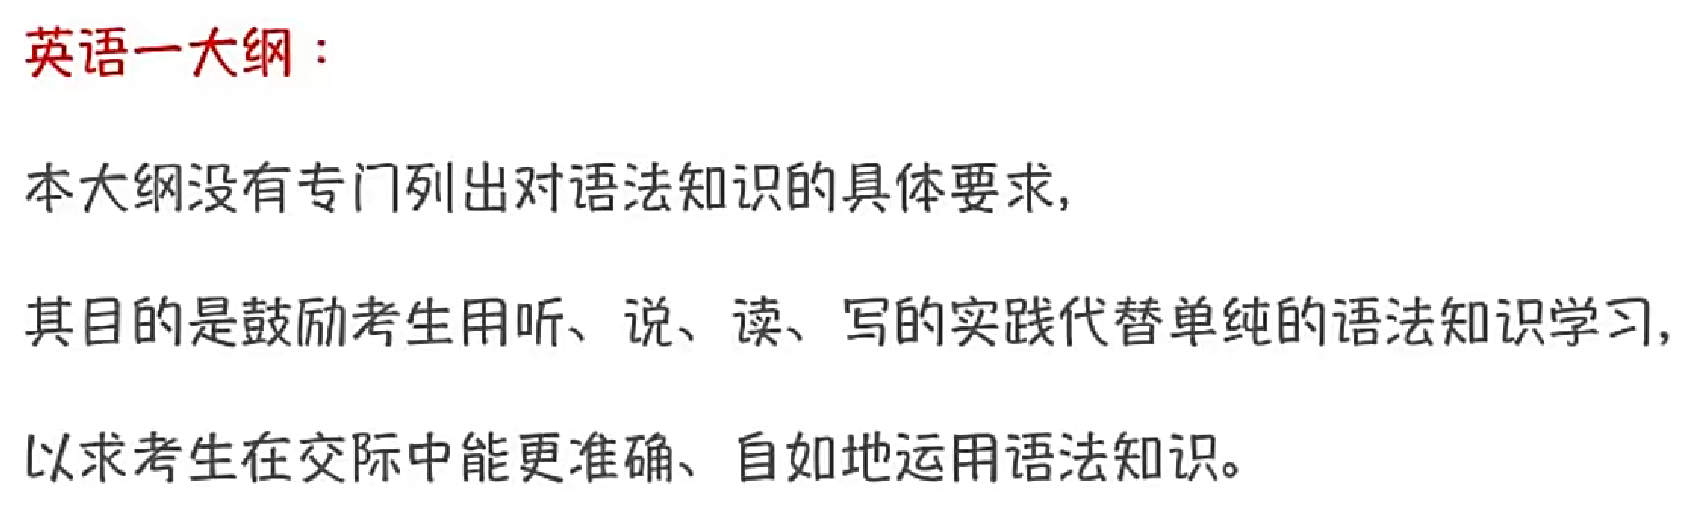 英语一大纲：
本大纲没有专门列出对语法知识的具体要求,
其目的是鼓励考生用听、说、读、写的实践代替单纯的语法知识学习,
以求考生在交际中能更准确、自如地运用语法知识。